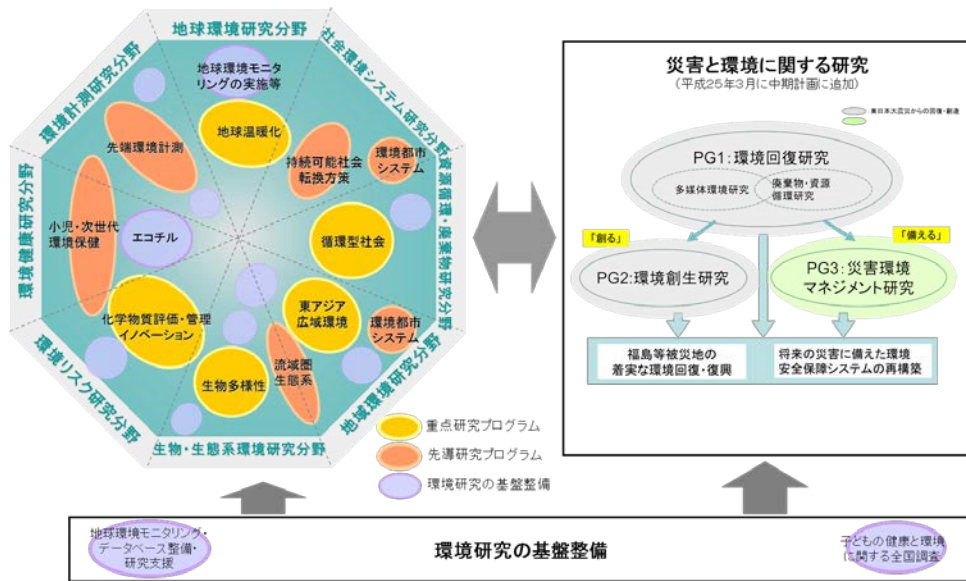 地球環境研究分野
社会環境システム研究分野
資源循環・廃棄物研究分野
地域環境研究分野
生物・生態系環境研究分野
環境リスク研究分野
環境健康研究分野
環境計測研究分野
地球環境モニ
タリングの実施等
地球温暖化
先端環境計測
持続可能社会
転換方策
環境都市
システム
小児・次世代
環境保健
エコチル
循環型社会
化学物質評価・管理
イノベーション
東アジア
広域環境
環境都市
システム
生物多様性
流域圏
生態系
重点研究プログラム
先導研究プログラム
環境研究の基盤整備
災害と環境に関する研究
(平成25年3月に中期計画に追加)
東日本大震災からの回復・創造
PG1:環境回復研究
多媒体環境研究
廃棄物・資源
循環研究
「創る」
「備える」
PG2:環境創生研究
PG3:災害環境
マネジメント研究
福島等被災地の
着実な環境回復・復興
将来の災害に備えた環境
安全保障システムの再構築
地球環境モニタリング・
データベース整備・
研究支援
環境研究の基盤整備
子どもの健康と環境
に関する全国調査